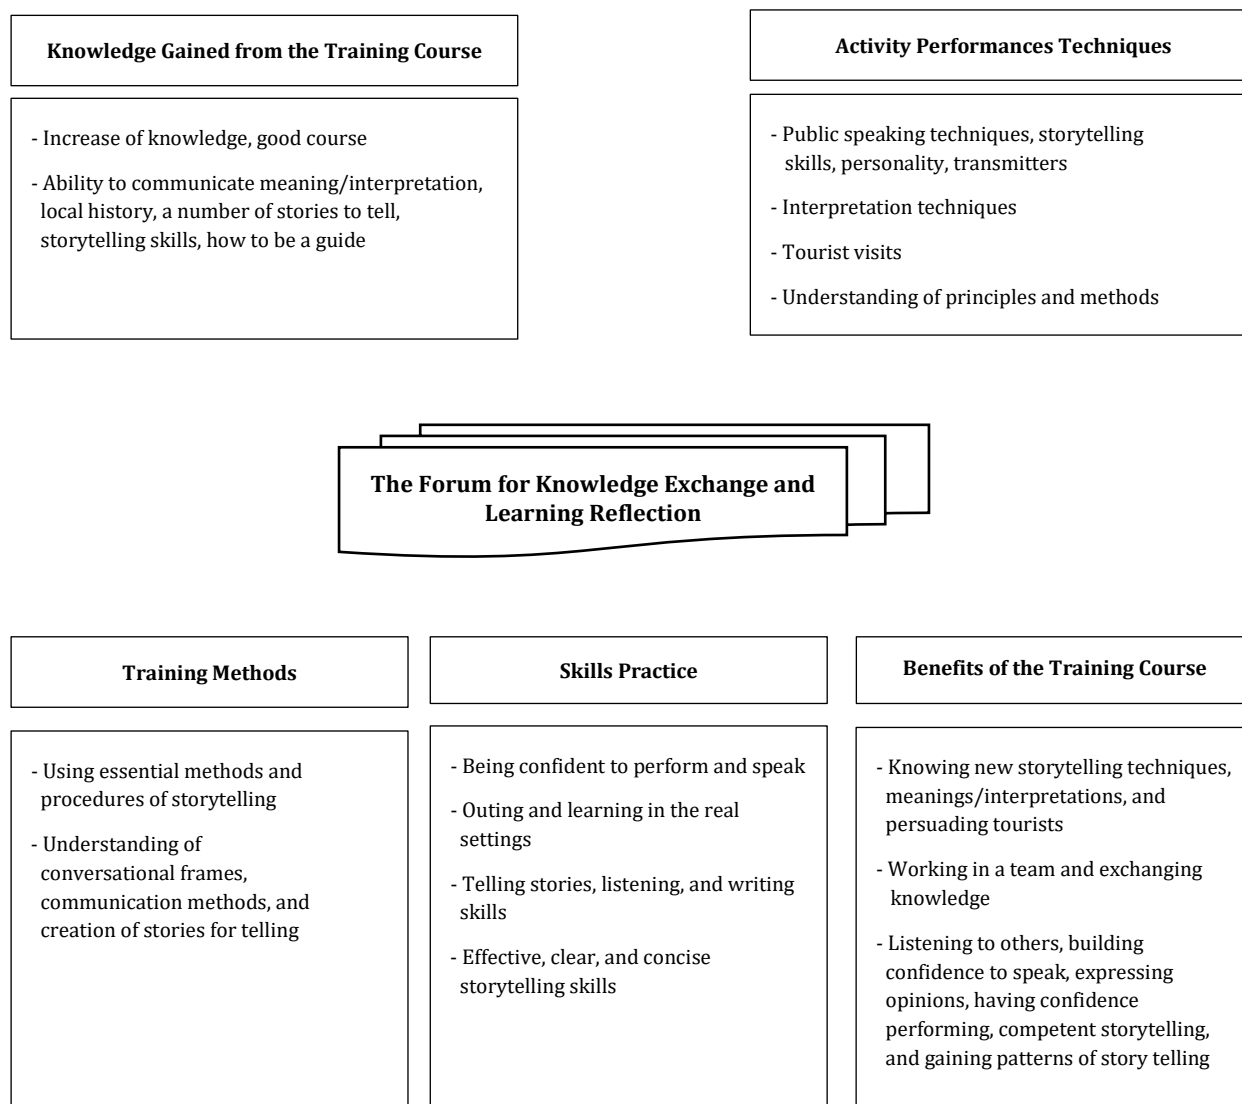 Knowledge Gained from the Training Course
- Increase of knowledge, good course
- Ability to communicate meaning/interpretation,
local history, a number of stories to tell,
storytelling skills, how to be a guide
Activity Performances Techniques
- Public speaking techniques, storytelling
skills, personality, transmitters
- Interpretation techniques
- Tourist visits
- Understanding of principles and methods
The Forum for Knowledge Exchange and
Learning Reflection
Training Methods
- Using essential methods and
procedures of storytelling
- Understanding of
conversational frames,
communication methods, and
creation of stories for telling
Skills Practice
- Being confident to perform and speak
- Outing and learning in the real
settings
- Telling stories, listening, and writing
skills
- Effective, clear, and concise
storytelling skills
Benefits of the Training Course
- Knowing new storytelling techniques,
meanings/interpretations, and
persuading tourists
- Working in a team and exchanging
knowledge
- Listening to others, building
confidence to speak, expressing
opinions, having confidence
performing, competent storytelling,
and gaining patterns of story telling